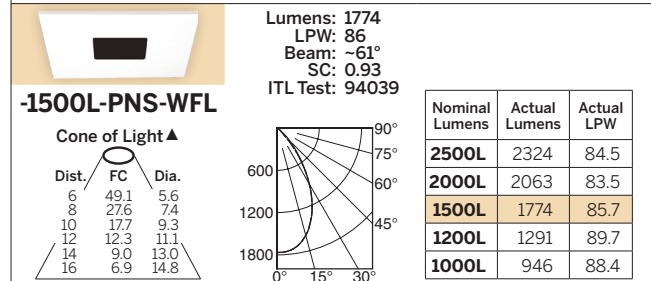 Lumens: 1774
LPW: 86
Beam: ~61°
SC: 0.93
ITL Test: 94039
-1500L-PNS-WFL
Cone of Light▲
Dist. FC Dia.
6 49.1 5.6
8 27.6 7.4
10 17.7 9.3
12 12.3 11.1
14 9.0 13.0
16 6.9 14.8
90°
75°
600
60°
1200
45°
1800
0° 15° 30°
Nominal Lumens Actual Lumens Actual LPW
2500L 2324 84.5
2000L 2063 83.5
1500L 1774 85.7
1200L 1291 89.7
1000L 946 88.4